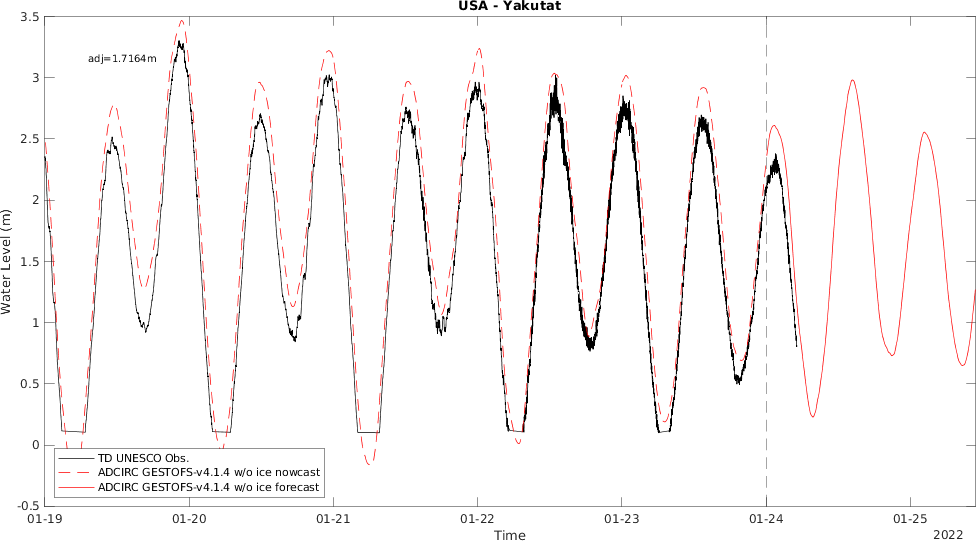 USA - Yakutat
adj=1.7164m
3.5
3
2.5
2
1.5
1
0.5
0
-0.5
Water Level (m)
TD UNESCO Obs.
ADCIRC GESTOFS-v4.1.4 w/o ice nowcast
ADCIRC GESTOFS-v4.1.4 w/o ice forecast
01-19 01-20 01-21 01-22 01-23 01-24 01-25
Time
2022